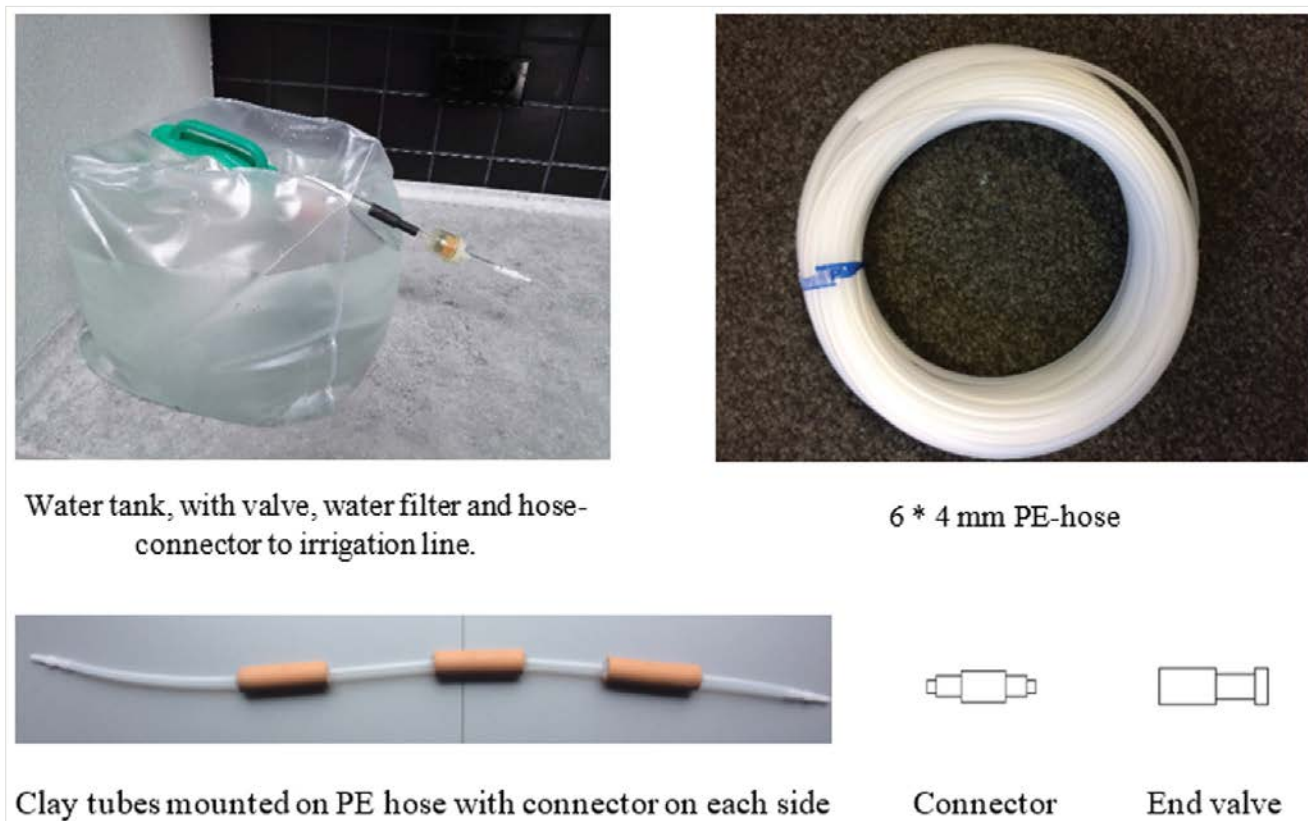 Water tank, with valve, water filter and hose-
connector to irrigation line.
6 * 4 mm PE-hose
Clay tubes mounted on PE hose with connector on each side
Connector
End valve